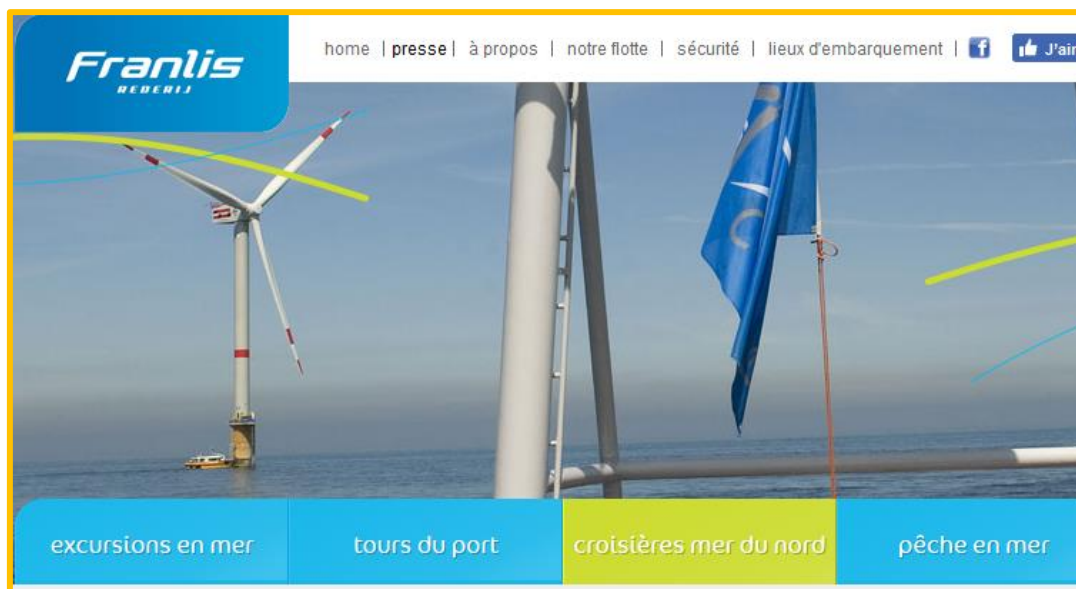 Franlis
REDERIJ
home | presse | à propos | notre flotte | sécurité | lieux d'embarquement | f J'aim
excursions en mer
tours du port
croisières mer du nord
pêche en mer